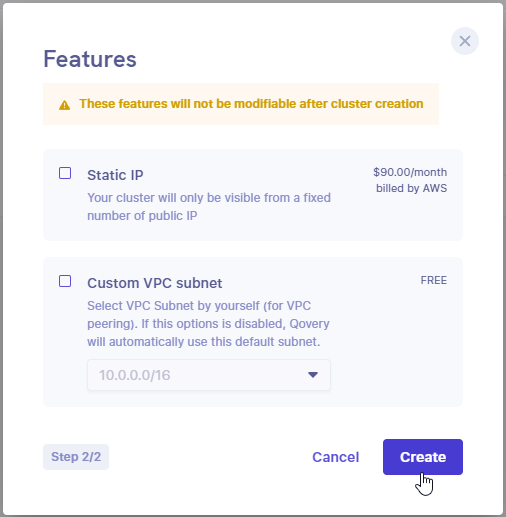 Features
These features will not be modifiable after cluster creation
Static IP
$90.00/month
billed by AWS
Your cluster will only be visible from a fixed
number of public IP
Custom VPC subnet
FREE
Select VPC Subnet by yourself (for VPC
peering). If this options is disabled, Qovery
will automatically use this default subnet.
10.0.0.0/16
Step 2/2
Cancel
Create